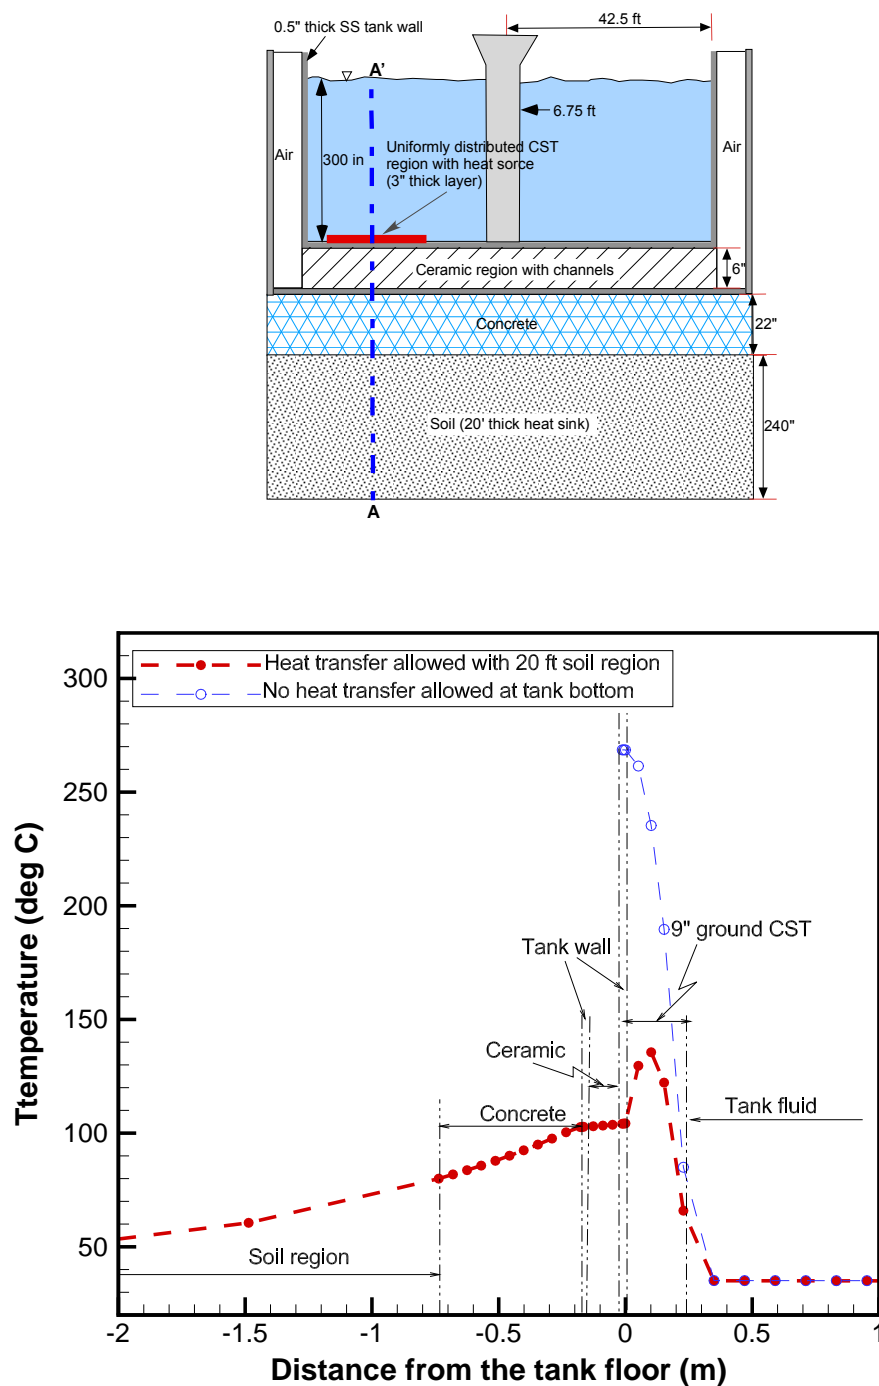 42.5 ft
0.5" thick SS tank wall
A'
6.75 ft
Air
Air
300 in
Uniformly distributed CST
region with heat sorce
(3" thick layer)
Ceramic region with channels
6"
Concrete
22"
Soil (20' thick heat sink)
240"
A
Heat transfer allowed with 20 ft soil region
No heat transfer allowed at tank bottom
300
250
200
150
100
50
Ttemperature (deg C)
9" ground CST
Tank wall
Ceramic
Concrete
Tank fluid
Soil region
-2
-1.5
-1
-0.5
0
0.5
1
Distance from the tank floor (m)